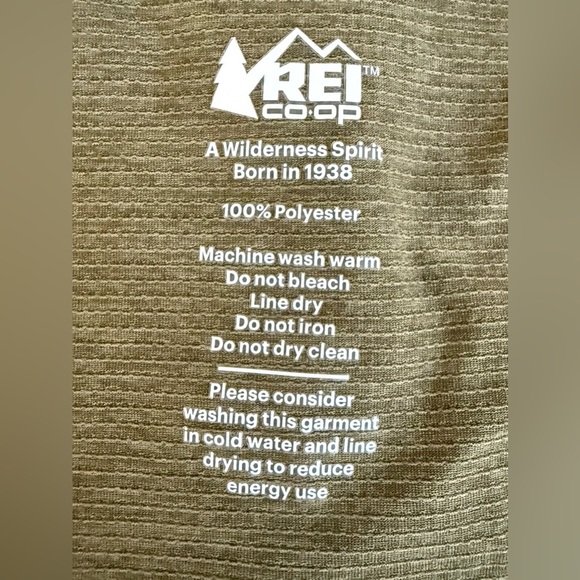 REI™
co·op
A Wilderness Spirit
Born in 1938
100% Polyester
Machine wash warm
Do not bleach
Line dry
Do not iron
Do not dry clean
Please consider
washing this garment
in cold water and line
drying to reduce
energy use